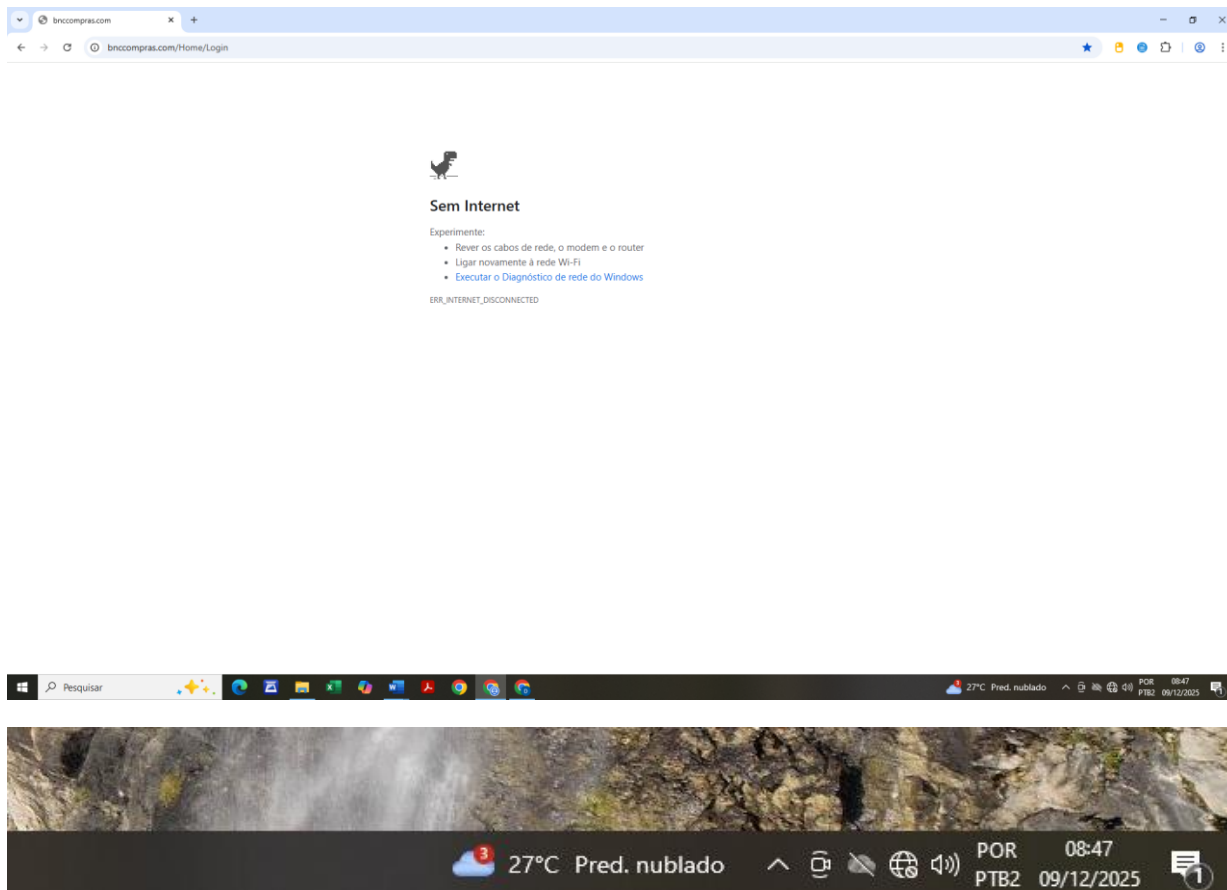 bnccompras.com
bnccompras.com/Home/Login
Sem Internet
Experimente:
Rever os cabos de rede, o modem e o router
Ligar novamente à rede Wi-Fi
Executar o Diagnóstico de rede do Windows
ERR_INTERNET_DISCONNECTED
Pesquisar
3 27°C Pred. nublado POR 08:47
PTB2 09/12/2025 1
3 27°C Pred. nublado POR 08:47
PTB2 09/12/2025 1